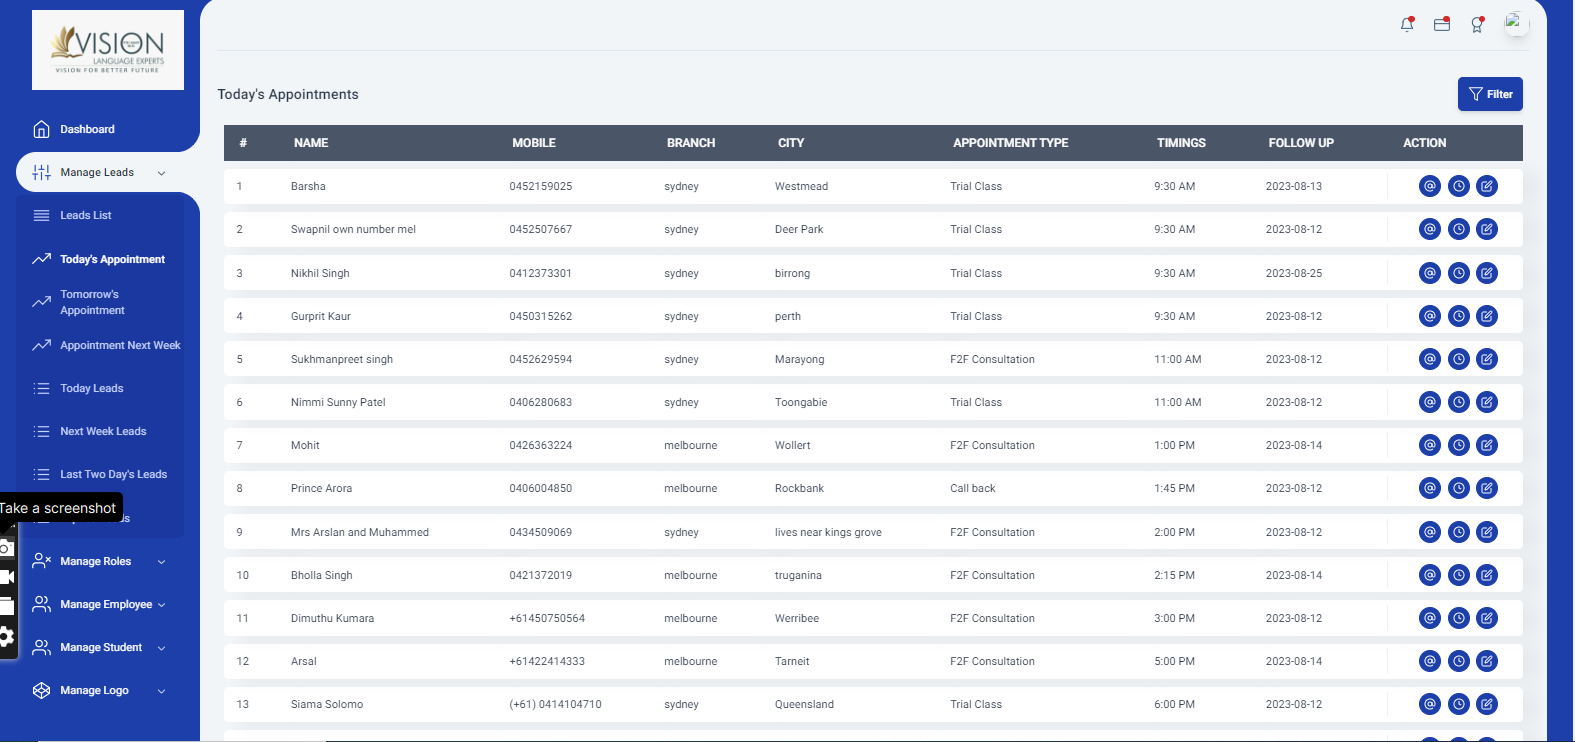 VISION
LANGUAGE EXPERTS
VISION FOR BETTER FUTURE
Dashboard
Manage Leads
Leads List
Today's Appointment
Tomorrow's
Appointment
Appointment Next Week
Today Leads
Next Week Leads
Last Two Day's Leads
Take a screenshot
Manage Roles
Manage Employee
Manage Student
Manage Logo
Today's Appointments
Filter
# NAME MOBILE BRANCH CITY APPOINTMENT TYPE TIMINGS FOLLOW UP ACTION
1 Barsha 0452159025 sydney Westmead Trial Class 9:30 AM 2023-08-13
2 Swapnil own number mel 0452507667 sydney Deer Park Trial Class 9:30 AM 2023-08-12
3 Nikhil Singh 0412373301 sydney birrong Trial Class 9:30 AM 2023-08-25
4 Gurprit Kaur 0450315262 sydney perth Trial Class 9:30 AM 2023-08-12
5 Sukhmanpreet singh 0452629594 sydney Marayong F2F Consultation 11:00 AM 2023-08-12
6 Nimmi Sunny Patel 0406280683 sydney Toongabie Trial Class 11:00 AM 2023-08-12
7 Mohit 0426363224 melbourne Wollert F2F Consultation 1:00 PM 2023-08-14
8 Prince Arora 0406004850 melbourne Rockbank Call back 1:45 PM 2023-08-12
9 Mrs Arslan and Muhammed 0434509069 sydney lives near kings grove F2F Consultation 2:00 PM 2023-08-12
10 Bholla Singh 0421372019 melbourne truganina F2F Consultation 2:15 PM 2023-08-14
11 Dimuthu Kumara +61450750564 melbourne Werribee F2F Consultation 3:00 PM 2023-08-12
12 Arsal +61422414333 melbourne Tarneit F2F Consultation 5:00 PM 2023-08-14
13 Siama Solomo (+61) 0414104710 sydney Queensland Trial Class 6:00 PM 2023-08-12